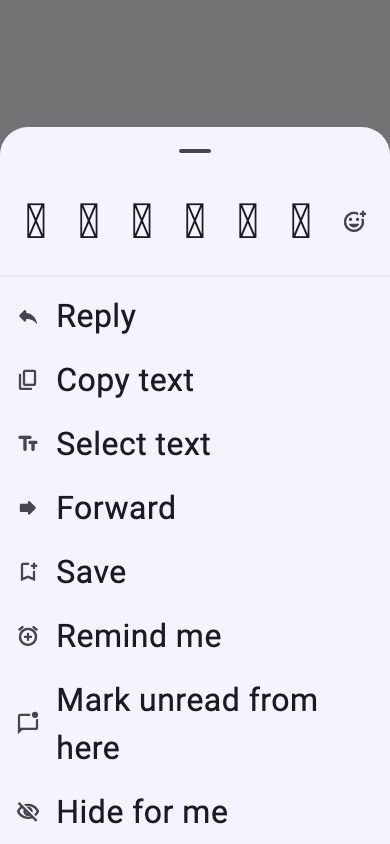 Reply
Copy text
Select text
Forward
Save
Remind me
Mark unread from
here
Hide for me